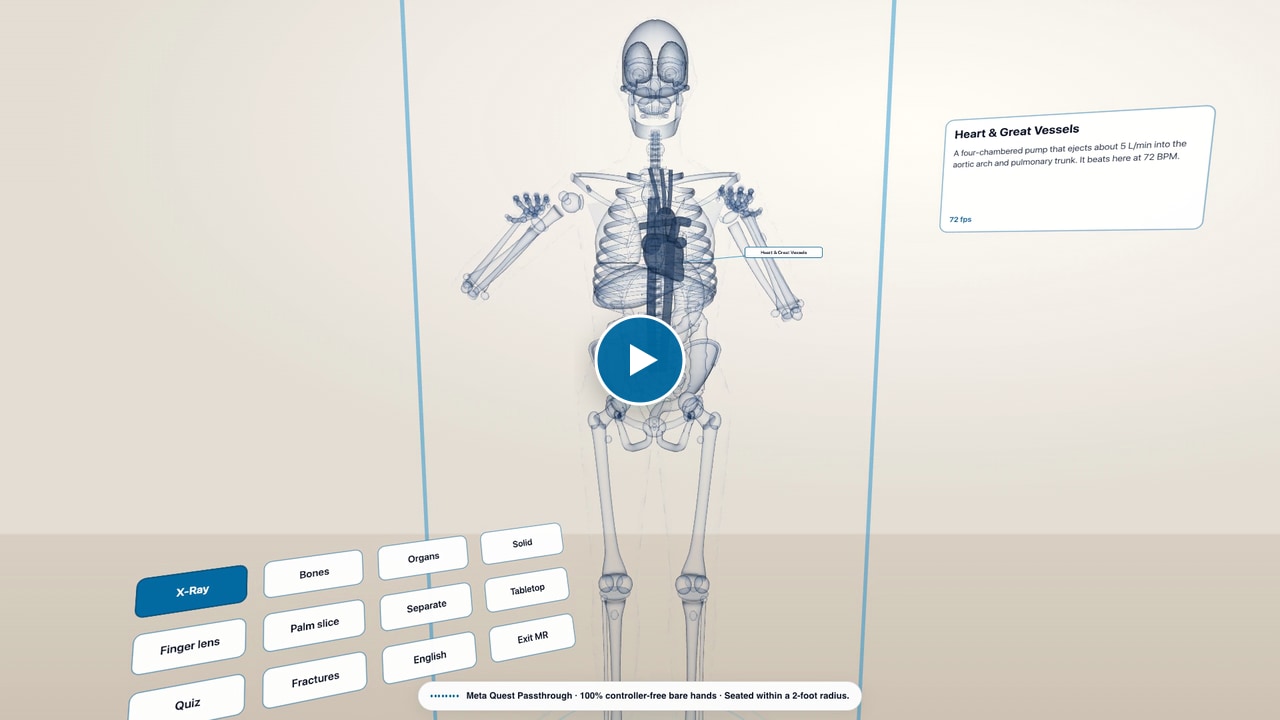 Heart & Great Vessels
A four-chambered pump that ejects about 5 L/min into the
aortic arch and pulmonary trunk. It beats here at 72 BPM.
72 fps
Heart & Great Vessels
X-Ray
Bones
Organs
Solid
Finger lens
Palm slice
Separate
Tabletop
Quiz
Fractures
English
Exit MR
Meta Quest Passthrough · 100% controller-free bare hands · Seated within a 2-foot radius.